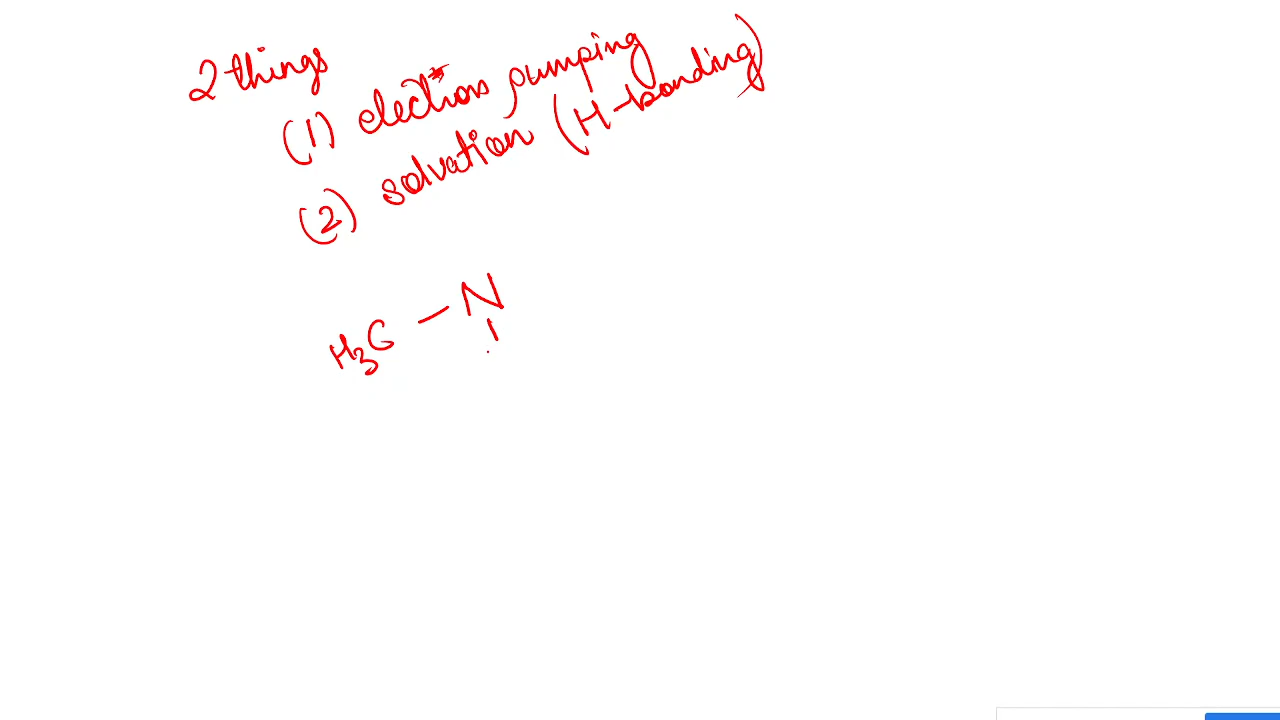 2 things
(1) electron pumping
(2) solvation (H-bonding)
H3C - N